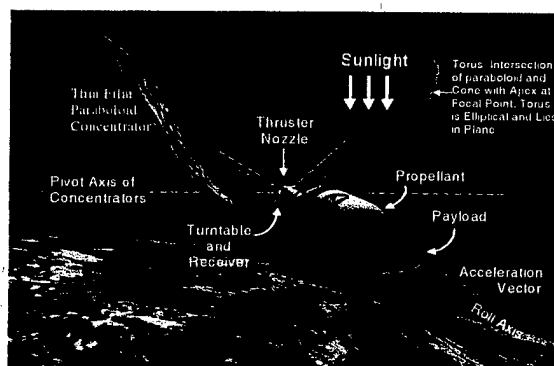 Sunlight
Torus Intersection
of paraboloid and
Cone with Apex at
Focal Point. Torus
is Elliptical and Lies
in Plane
Thin Film
Paraboloid
Concentrator
Thruster
Nozzle
Pivot Axis of
Concentrators
Propellant
Payload
Turntable
and
Receiver
Acceleration
Vector
Roll Axis